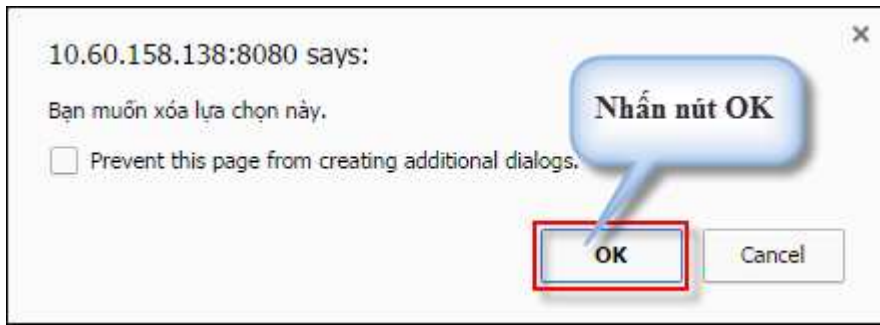 10.60.158.138:8080 says:
Bạn muốn xóa lựa chọn này.
Prevent this page from creating additional dialogs.
Nhấn nút OK
OK
Cancel